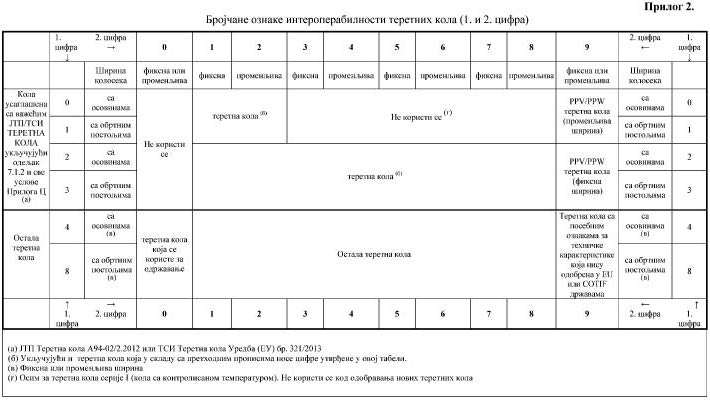 Прилог 2.
Бројчане ознаке интероперабилности теретних кола (1. и 2. цифра)
1. цифра ↓
2. цифра →
0
1
2
3
4
5
6
7
8
9
2. цифра ←
1. цифра ↓
Ширина колосека
фиксна или променљива
фиксна
променљива
фиксна
променљива
фиксна
променљива
фиксна
променљива
фиксна или променљива
Ширина колосека
Кола
усаглашена
са важећим
ЈТП/ТСИ
ТЕРЕТНА
КОЛА
укључујући
одељак
7.1.2 и све
услове
Прилога Ц
(а)
0
са осовинама
Не користи се
теретна кола (б)
Не користи се (г)
PPV/PPW
теретна кола
(променљива
ширина)
са осовинама
0
1
са обртним постољима
са обртним постољима
1
2
са осовинама
теретна кола (б)
PPV/PPW
теретна кола
(фиксна
ширина)
са осовинама
2
3
са обртним постољима
са обртним постољима
3
Остала
теретна
кола
4
са осовинама (в)
теретна кола
која се
користе за
одржавање
Остала теретна кола
Теретна кола са
посебним
ознакама за
техничке
карактеристике
која нису
одобрена у EU
или COTIF
државама
са осовинама (в)
4
8
са обртним постољима (в)
са обртним постољима (в)
8
↑ 1. цифра
→ 2. цифра
0
1
2
3
4
5
6
7
8
9
← 2. цифра
↑ 1. цифра
(а) ЈТП Теретна кола А94-02/2.2012 или ТСИ Теретна кола Уредба (ЕУ) бр. 321/2013
(б) Укључујући и теретна кола која у складу са претходним прописима носе цифре утврђене у овој табели.
(в) Фиксна или променљива ширина
(г) Осим за теретна кола серије I (кола са контролисаном температуром). Не користи се код одобравања нових теретних кола